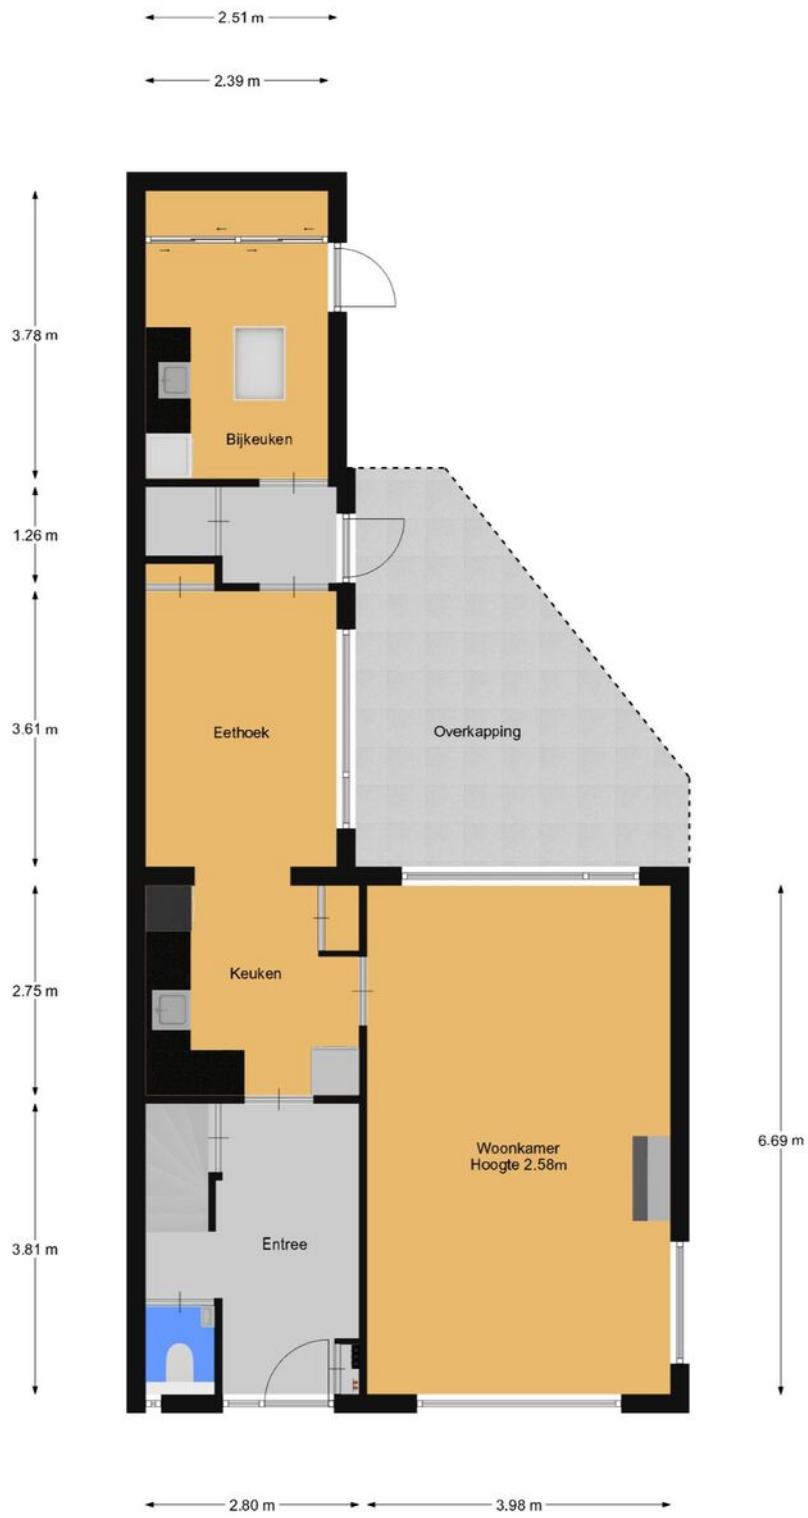 2.51 m
2.39 m
3.78 m
Bijkeuken
1.26 m
3.61 m
Eethoek
Overkapping
2.75 m
Keuken
Woonkamer
Hoogte 2.58m
6.69 m
3.81 m
Entree
2.80 m
3.98 m